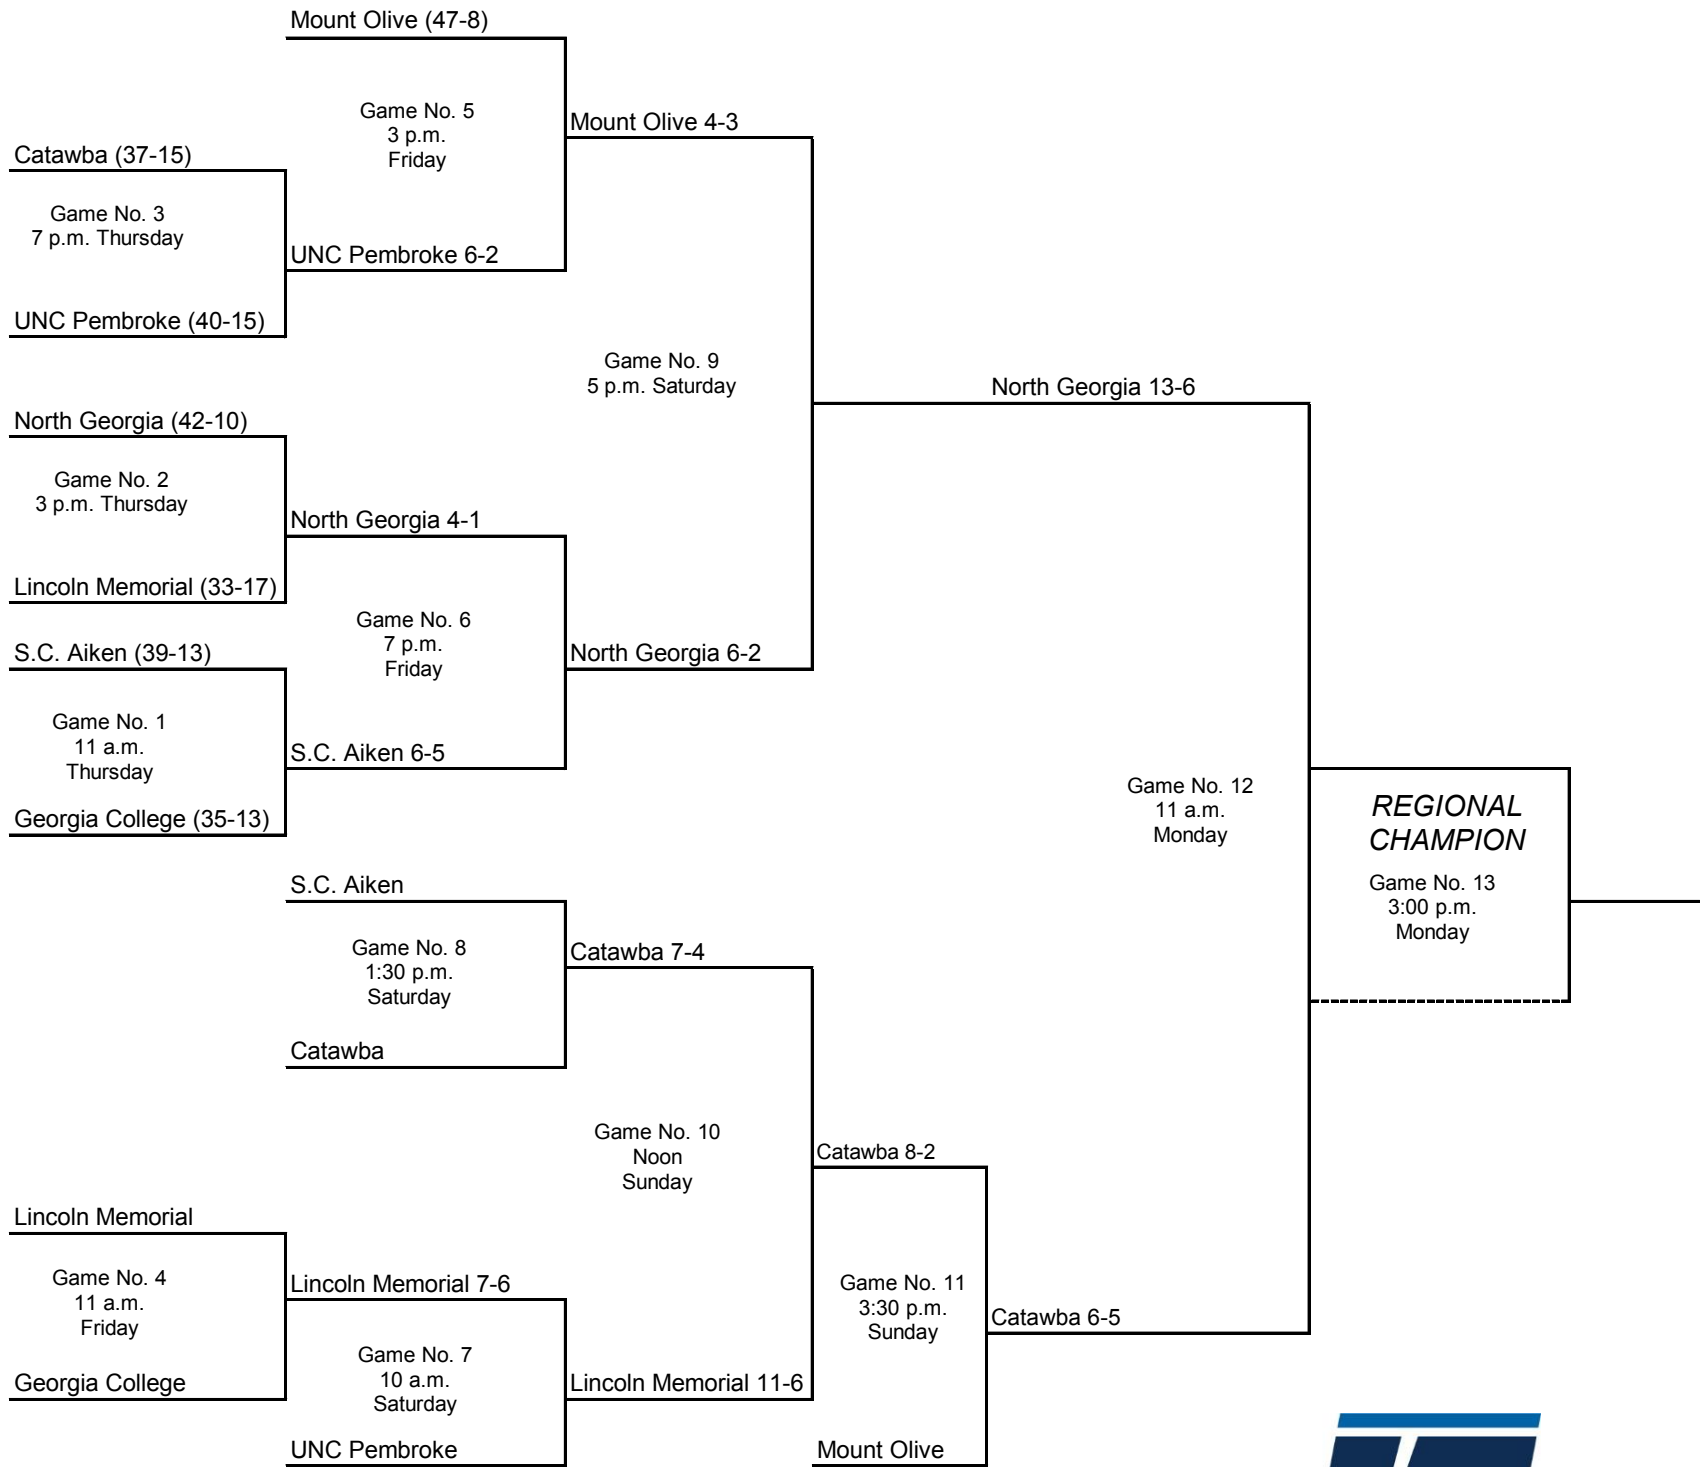 Mount Olive (47-8)
Game No. 5
3 p.m.
Friday
Mount Olive 4-3
Catawba (37-15)
Game No. 3
7 p.m. Thursday
UNC Pembroke 6-2
UNC Pembroke (40-15)
Game No. 9
5 p.m. Saturday
North Georgia 13-6
North Georgia (42-10)
Game No. 2
3 p.m. Thursday
North Georgia 4-1
Lincoln Memorial (33-17)
Game No. 6
7 p.m.
Friday
North Georgia 6-2
S.C. Aiken (39-13)
Game No. 1
11 a.m.
Thursday
S.C. Aiken 6-5
Georgia College (35-13)
Game No. 12
11 a.m.
Monday
REGIONAL
CHAMPION
Game No. 13
3:00 p.m.
Monday
S.C. Aiken
Game No. 8
1:30 p.m.
Saturday
Catawba 7-4
Catawba
Game No. 10
Noon
Sunday
Catawba 8-2
Lincoln Memorial
Game No. 4
11 a.m.
Friday
Lincoln Memorial 7-6
Game No. 11
3:30 p.m.
Sunday
Catawba 6-5
Georgia College
Game No. 7
10 a.m.
Saturday
Lincoln Memorial 11-6
UNC Pembroke
Mount Olive